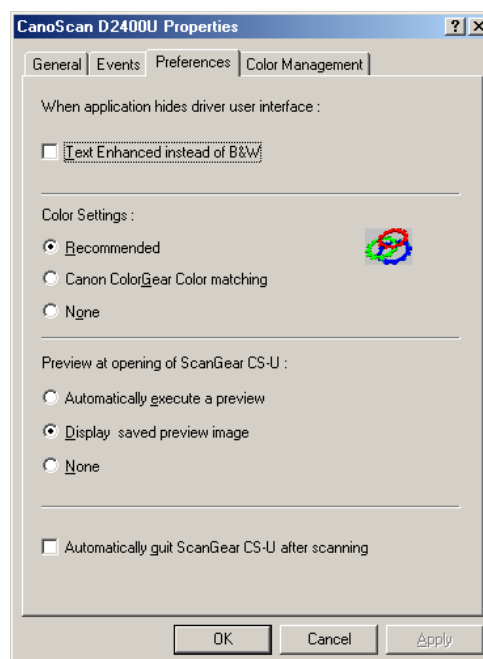 CanoScan D2400U Properties
General Events Preferences Color Management
When application hides driver user interface :
Text Enhanced instead of B&W
Color Settings :
Recommended
Canon ColorGear Color matching
None
Preview at opening of ScanGear CS-U :
Automatically execute a preview
Display saved preview image
None
Automatically quit ScanGear CS-U after scanning
OK Cancel Apply